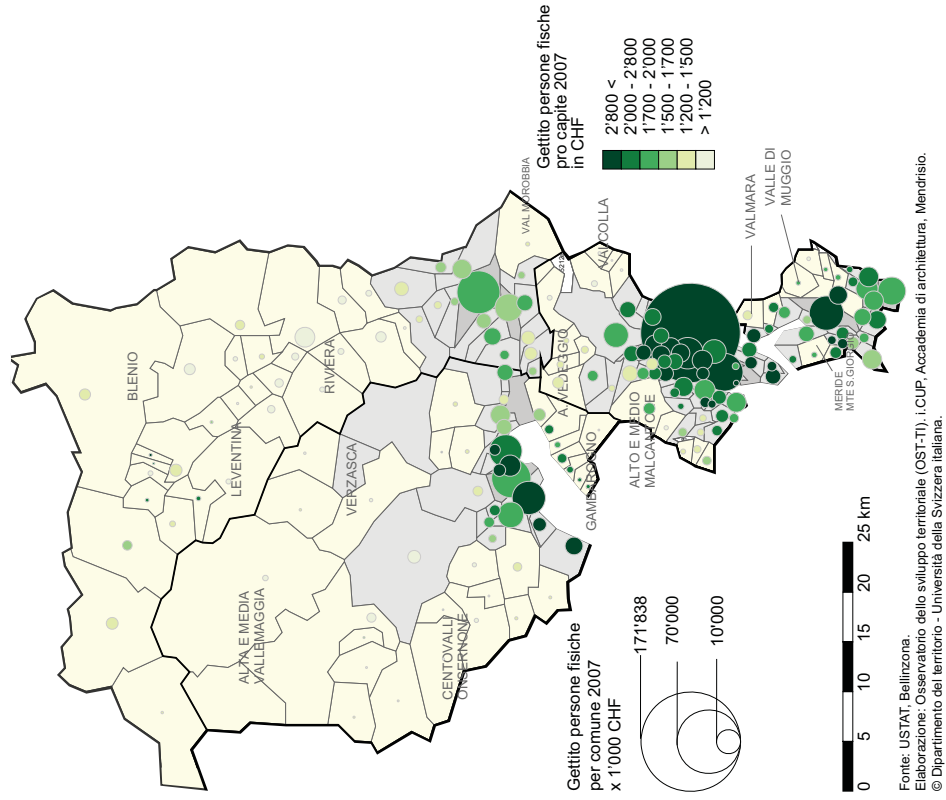 BLENIO
LEVENTINA
RIVIERA
VERZASCA
ALTA E MEDIA
VALLEMAGGIA
CENTOVALLI/
ONSERNONE
GAMBAROGNO
A. VEDEGGIO
VAL MOROBBIA
VALCOLLA
ALTO E MEDIO
MALCANTONE
VALMARA
VALLE DI
MUGGIO
MERIDE
MTE S.GIORGIO
Gettito persone fisiche
pro capite 2007
in CHF
2'800 <
2'000 - 2'800
1'700 - 2'000
1'500 - 1'700
1'200 - 1'500
> 1'200
Gettito persone fisiche
per comune 2007
x 1'000 CHF
171'838
70'000
10'000
0 5 10 15 20 25 km
Fonte: USTAT, Bellinzona.
Elaborazione: Osservatorio dello sviluppo territoriale (OST-TI). i.CUP, Accademia di architettura, Mendrisio.
© Dipartimento del territorio - Università della Svizzera italiana.